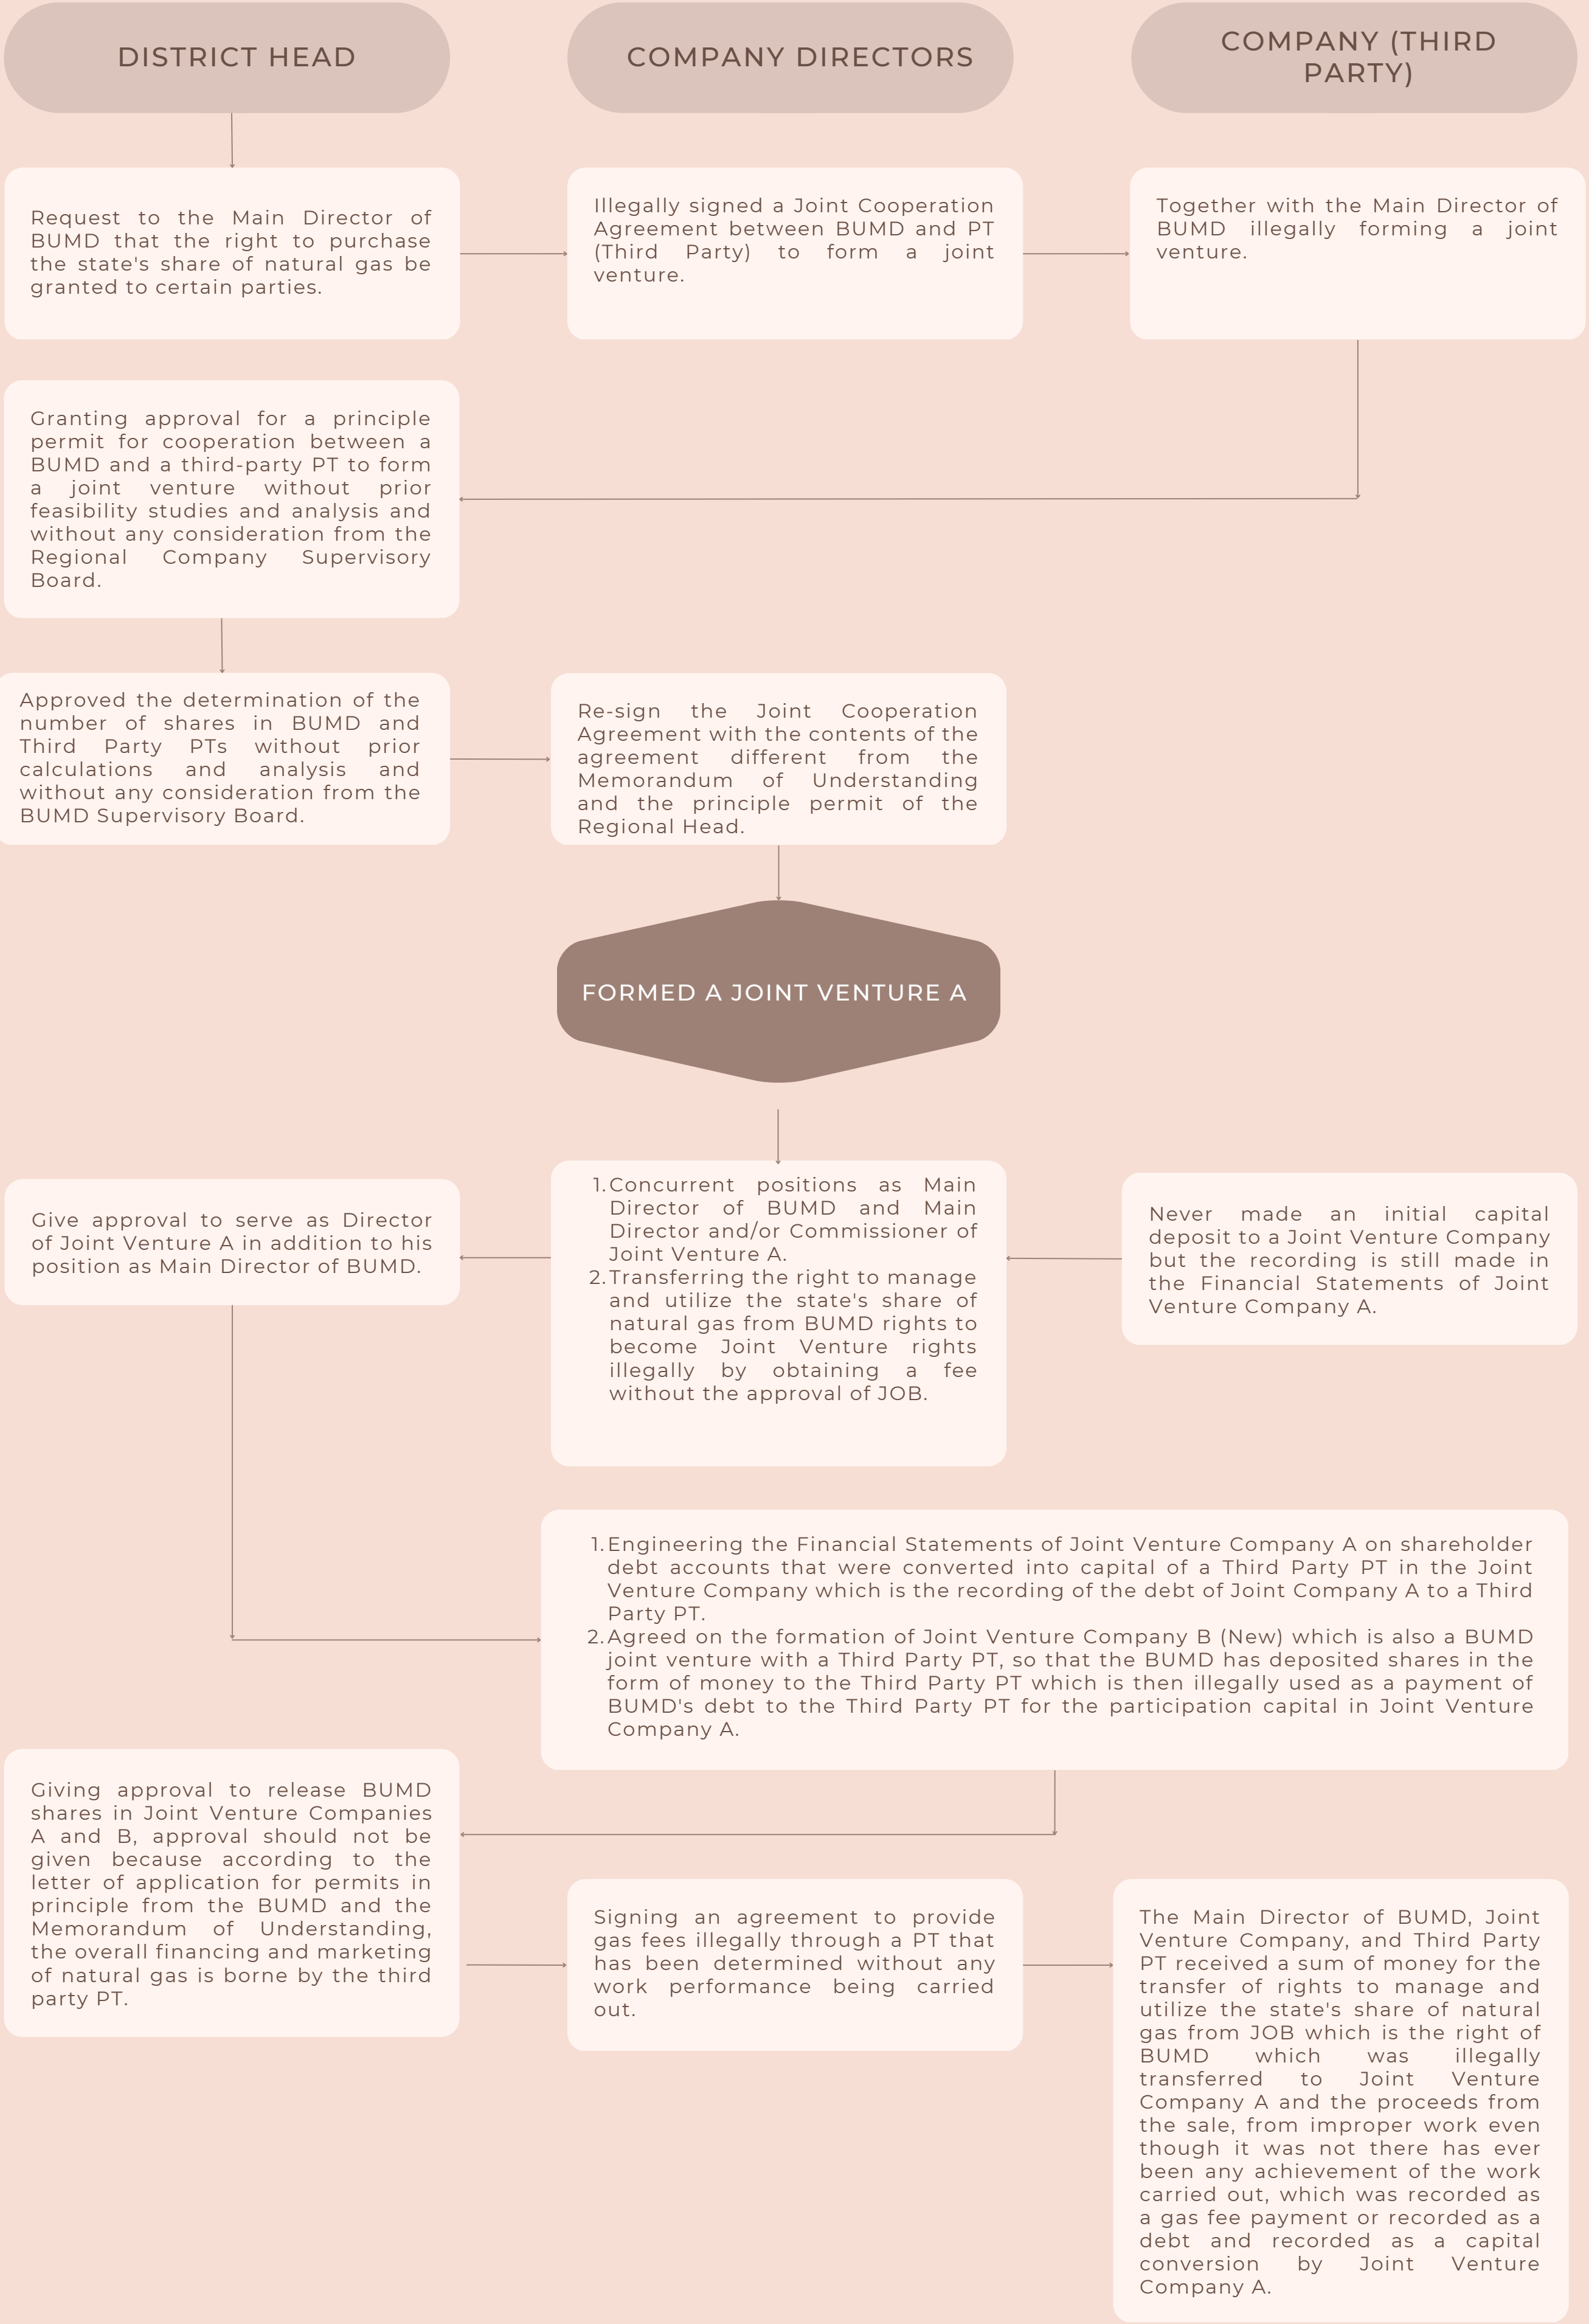 DISTRICT HEAD
COMPANY DIRECTORS
COMPANY (THIRD
PARTY)
Request to the Main Director of
BUMD that the right to purchase
the state's share of natural gas be
granted to certain parties.
Illegally signed a Joint Cooperation
Agreement between BUMD and PT
(Third Party) to form a joint
venture.
Together with the Main Director of
BUMD illegally forming a joint
venture.
Granting approval for a principle
permit for cooperation between a
BUMD and a third-party PT to form
a joint venture without prior
feasibility studies and analysis and
without any consideration from the
Regional Company Supervisory
Board.
Approved the determination of the
number of shares in BUMD and
Third Party PTs without prior
calculations and analysis and
without any consideration from the
BUMD Supervisory Board.
Re-sign the Joint Cooperation
Agreement with the contents of the
agreement different from the
Memorandum of Understanding
and the principle permit of the
Regional Head.
FORMED A JOINT VENTURE A
Give approval to serve as Director
of Joint Venture A in addition to his
position as Main Director of BUMD.
1. Concurrent positions as Main
Director of BUMD and Main
Director and/or Commissioner of
Joint Venture A.
2. Transferring the right to manage
and utilize the state's share of
natural gas from BUMD rights to
become Joint Venture rights
illegally by obtaining a fee
without the approval of JOB.
Never made an initial capital
deposit to a Joint Venture Company
but the recording is still made in
the Financial Statements of Joint
Venture Company A.
1. Engineering the Financial Statements of Joint Venture Company A on shareholder
debt accounts that were converted into capital of a Third Party PT in the Joint
Venture Company which is the recording of the debt of Joint Company A to a Third
Party PT.
2. Agreed on the formation of Joint Venture Company B (New) which is also a BUMD
joint venture with a Third Party PT, so that the BUMD has deposited shares in the
form of money to the Third Party PT which is then illegally used as a payment of
BUMD's debt to the Third Party PT for the participation capital in Joint Venture
Company A.
Giving approval to release BUMD
shares in Joint Venture Companies
A and B, approval should not be
given because according to the
letter of application for permits in
principle from the BUMD and the
Memorandum of Understanding,
the overall financing and marketing
of natural gas is borne by the third
party PT.
Signing an agreement to provide
gas fees illegally through a PT that
has been determined without any
work performance being carried
out.
The Main Director of BUMD, Joint
Venture Company, and Third Party
PT received a sum of money for the
transfer of rights to manage and
utilize the state's share of natural
gas from JOB which is the right of
BUMD which was illegally
transferred to Joint Venture
Company A and the proceeds from
the sale, from improper work even
though it was not there has ever
been any achievement of the work
carried out, which was recorded as
a gas fee payment or recorded as a
debt and recorded as a capital
conversion by Joint Venture
Company A.